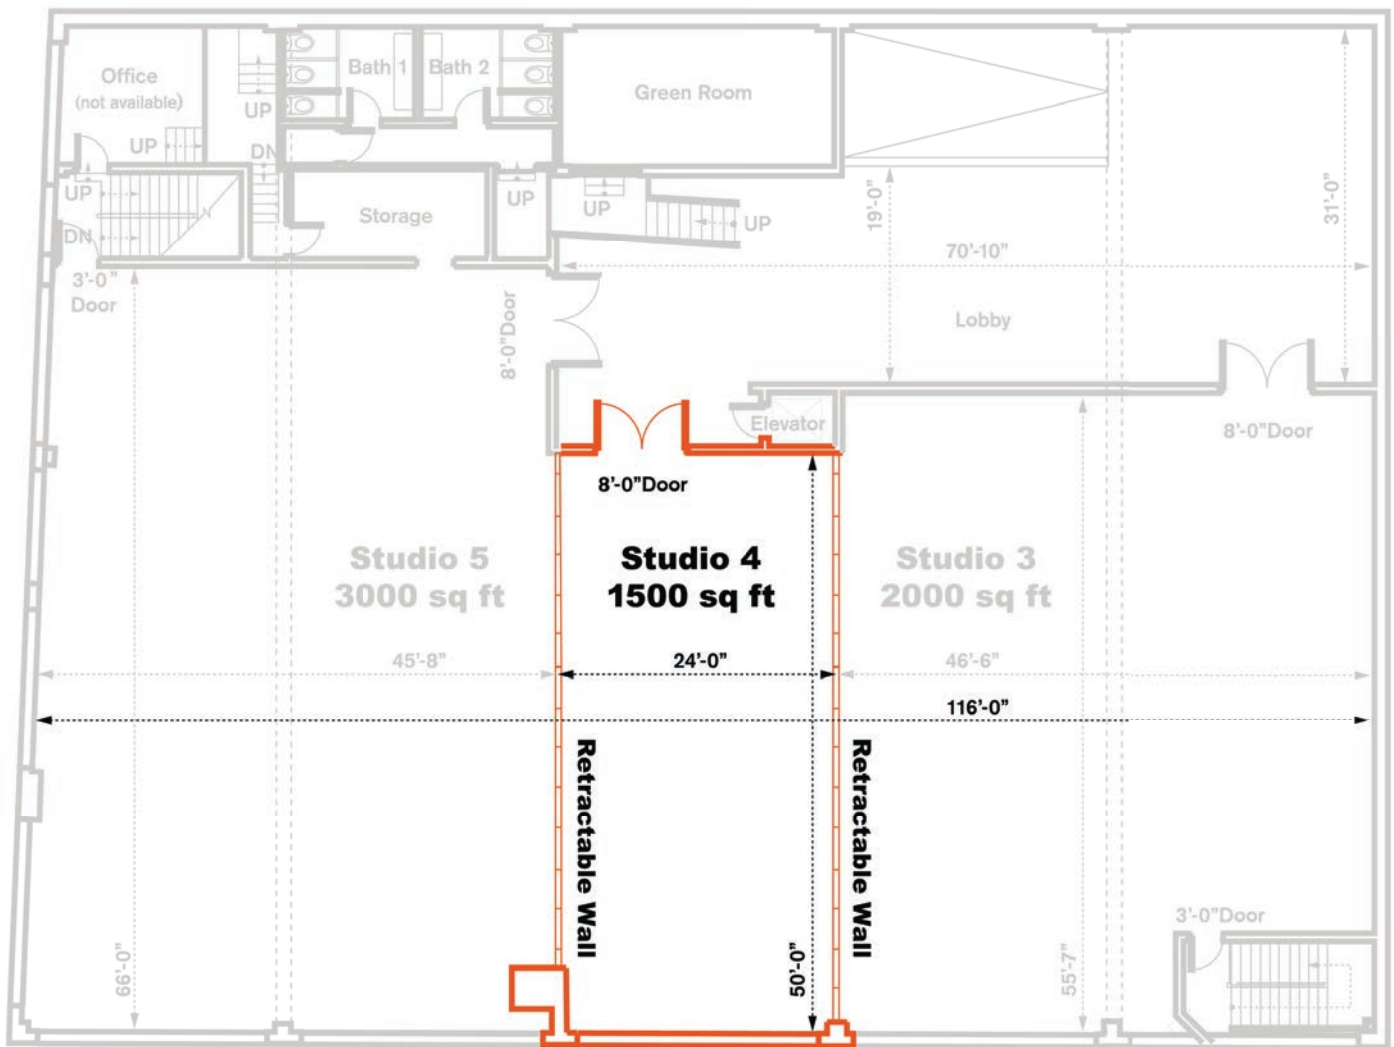 Office
(not available)
UP
UP
DN
UP
DN
3'-0"
Door
Bath 1
Bath 2
Green Room
Storage
UP
UP
UP
19'-0"
31'-0"
70'-10"
Lobby
8'-0"Door
Elevator
8'-0"Door
8'-0"Door
Studio 5
3000 sq ft
Studio 4
1500 sq ft
Studio 3
2000 sq ft
45'-8"
24'-0"
46'-6"
116'-0"
Retractable Wall
Retractable Wall
3'-0"Door
66'-0"
50'-0"
55'-7"